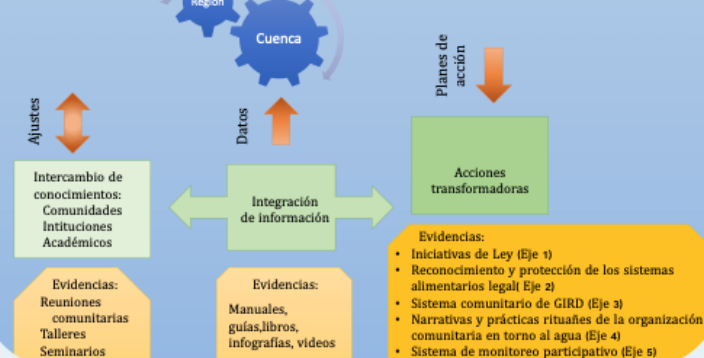 Región
Cuenca
Ajustes
Datos
Planes de
acción
Intercambio de
conocimientos:
Comunidades
Intituciones
Académicos
Integración
de información
Acciones
transformadoras
Evidencias:
Reuniones
comunitarias
Talleres
Seminarios
Evidencias:
Manuales,
guías,libros,
infografías, videos
Evidencias:
• Iniciativas de Ley (Eje 1)
• Reconocimiento y protección de los sistemas
alimentarios legal( Eje 2)
• Sistema comunitario de GIRD (Eje 3)
• Narrativas y prácticas rituañes de la organización
comunitaria en torno al agua (Eje 4)
• Sistema de monitoreo participativo (Eje 5)